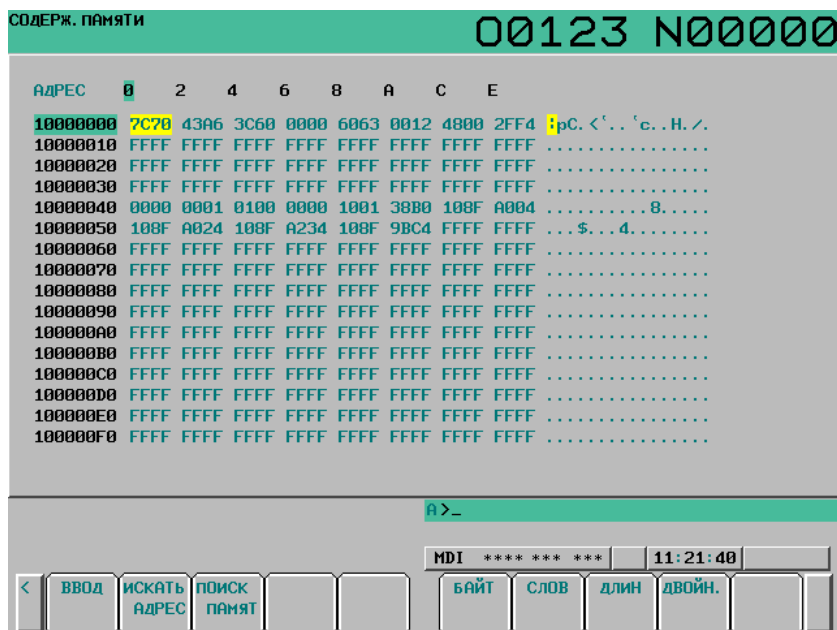 СОДЕРЖ. ПАМЯТИ O0123 N00000
АДРЕС 0 2 4 6 8 A C E
10000000 7C70 43A6 3C60 0000 6063 0012 4800 2FF4 ¦pC.<`..`c..H./.
10000010 FFFF FFFF FFFF FFFF FFFF FFFF FFFF FFFF ................
10000020 FFFF FFFF FFFF FFFF FFFF FFFF FFFF FFFF ................
10000030 FFFF FFFF FFFF FFFF FFFF FFFF FFFF FFFF ................
10000040 0000 0001 0100 0000 1001 38B0 108F A004 ..........8.....
10000050 108F A024 108F A234 108F 9BC4 FFFF FFFF ...$...4........
10000060 FFFF FFFF FFFF FFFF FFFF FFFF FFFF FFFF ................
10000070 FFFF FFFF FFFF FFFF FFFF FFFF FFFF FFFF ................
10000080 FFFF FFFF FFFF FFFF FFFF FFFF FFFF FFFF ................
10000090 FFFF FFFF FFFF FFFF FFFF FFFF FFFF FFFF ................
100000A0 FFFF FFFF FFFF FFFF FFFF FFFF FFFF FFFF ................
100000B0 FFFF FFFF FFFF FFFF FFFF FFFF FFFF FFFF ................
100000C0 FFFF FFFF FFFF FFFF FFFF FFFF FFFF FFFF ................
100000D0 FFFF FFFF FFFF FFFF FFFF FFFF FFFF FFFF ................
100000E0 FFFF FFFF FFFF FFFF FFFF FFFF FFFF FFFF ................
100000F0 FFFF FFFF FFFF FFFF FFFF FFFF FFFF FFFF ................
A>_
MDI **** *** *** 11:21:40
< ВВОД ИСКАТЬ ПОИСК БАЙТ СЛОВ ДЛИН ДВОЙН.
АДРЕС ПАМЯТ